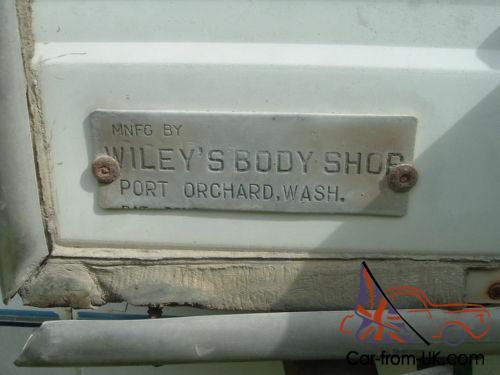 MNFG BY
WILEY'S BODY SHOP
PORT ORCHARD, WASH.
Car-from-UK.com